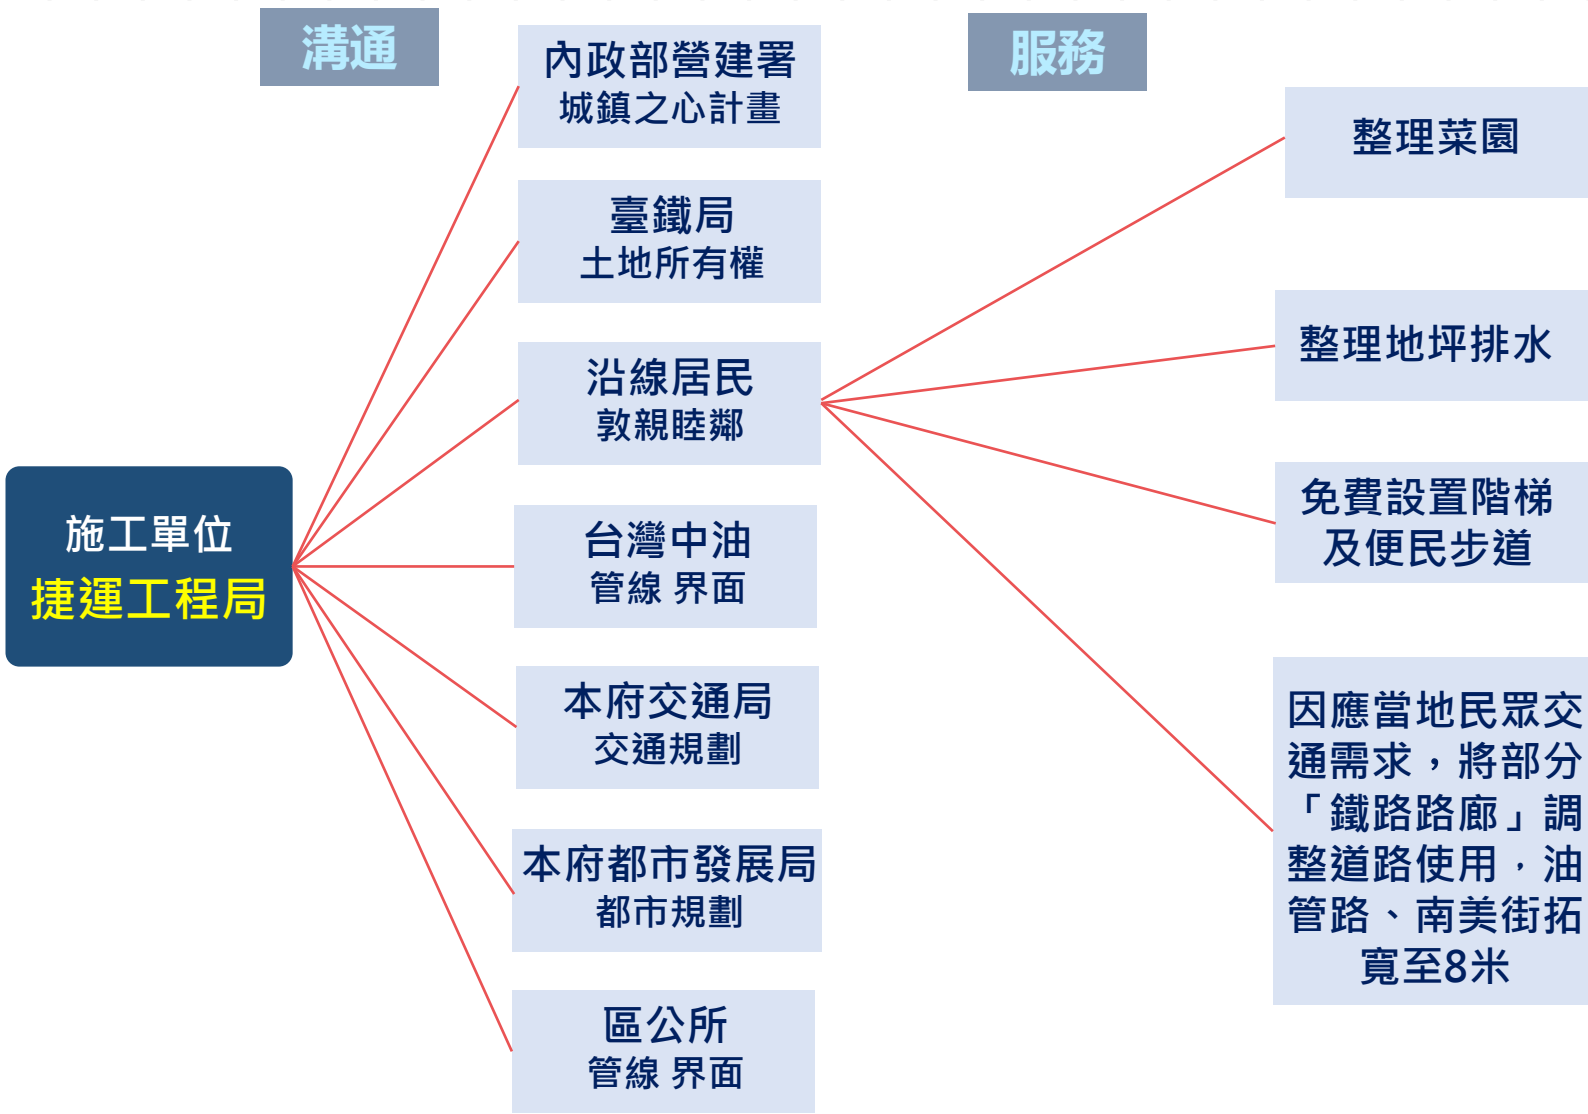 溝通
服務
施工單位
捷運工程局
內政部營建署
城鎮之心計畫
臺鐵局
土地所有權
沿線居民
敦親睦鄰
台灣中油
管線 界面
本府交通局
交通規劃
本府都市發展局
都市規劃
區公所
管線 界面
整理菜園
整理地坪排水
免費設置階梯
及便民步道
因應當地民眾交
通需求，將部分
「鐵路路廊」調
整道路使用，油
管路、南美街拓
寬至8米